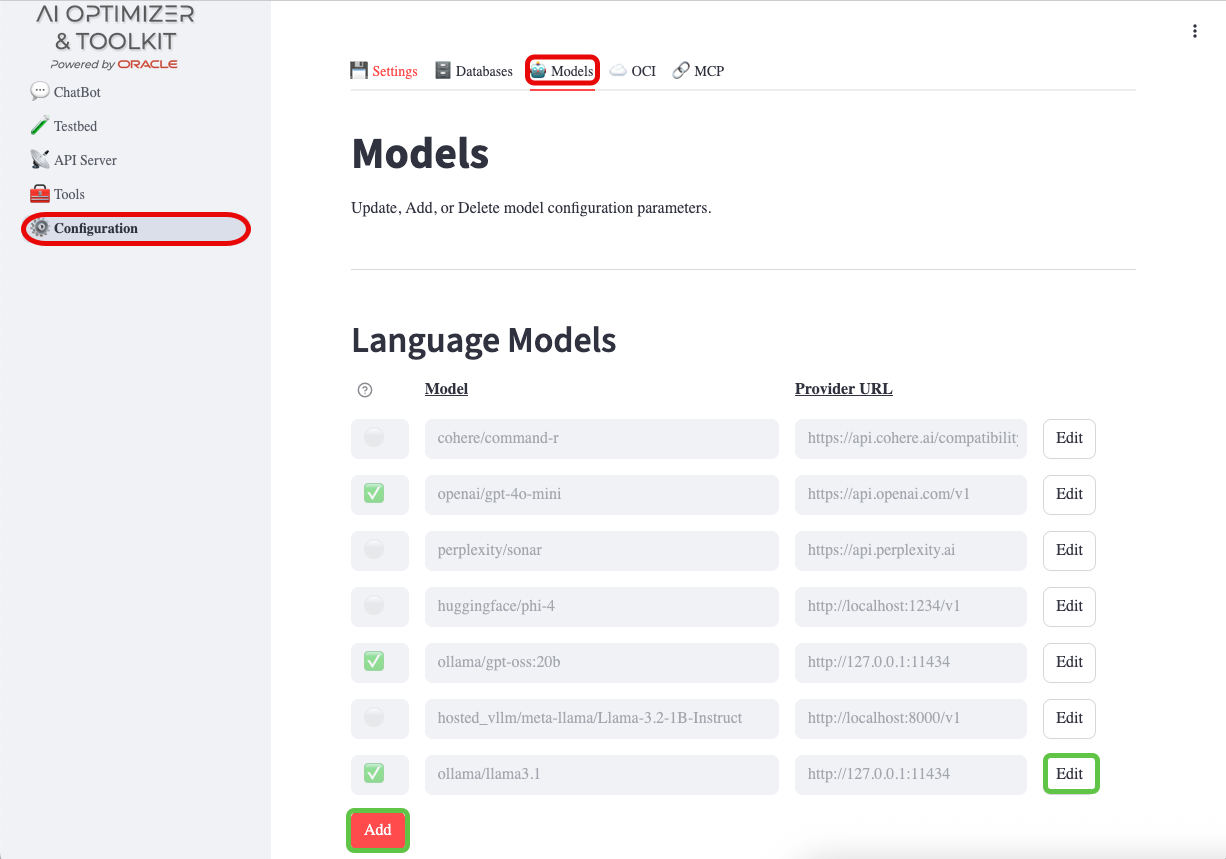 AI OPTIMIZER
& TOOLKIT
Powered by ORACLE
ChatBot
Testbed
API Server
Tools
Configuration
Settings Databases Models OCI MCP
Models
Update, Add, or Delete model configuration parameters.
Language Models
Model Provider URL
cohere/command-r https://api.cohere.ai/compatibility Edit
openai/gpt-4o-mini https://api.openai.com/v1 Edit
perplexity/sonar https://api.perplexity.ai Edit
huggingface/phi-4 http://localhost:1234/v1 Edit
ollama/gpt-oss:20b http://127.0.0.1:11434 Edit
hosted_vllm/meta-llama/Llama-3.2-1B-Instruct http://localhost:8000/v1 Edit
ollama/llama3.1 http://127.0.0.1:11434 Edit
Add